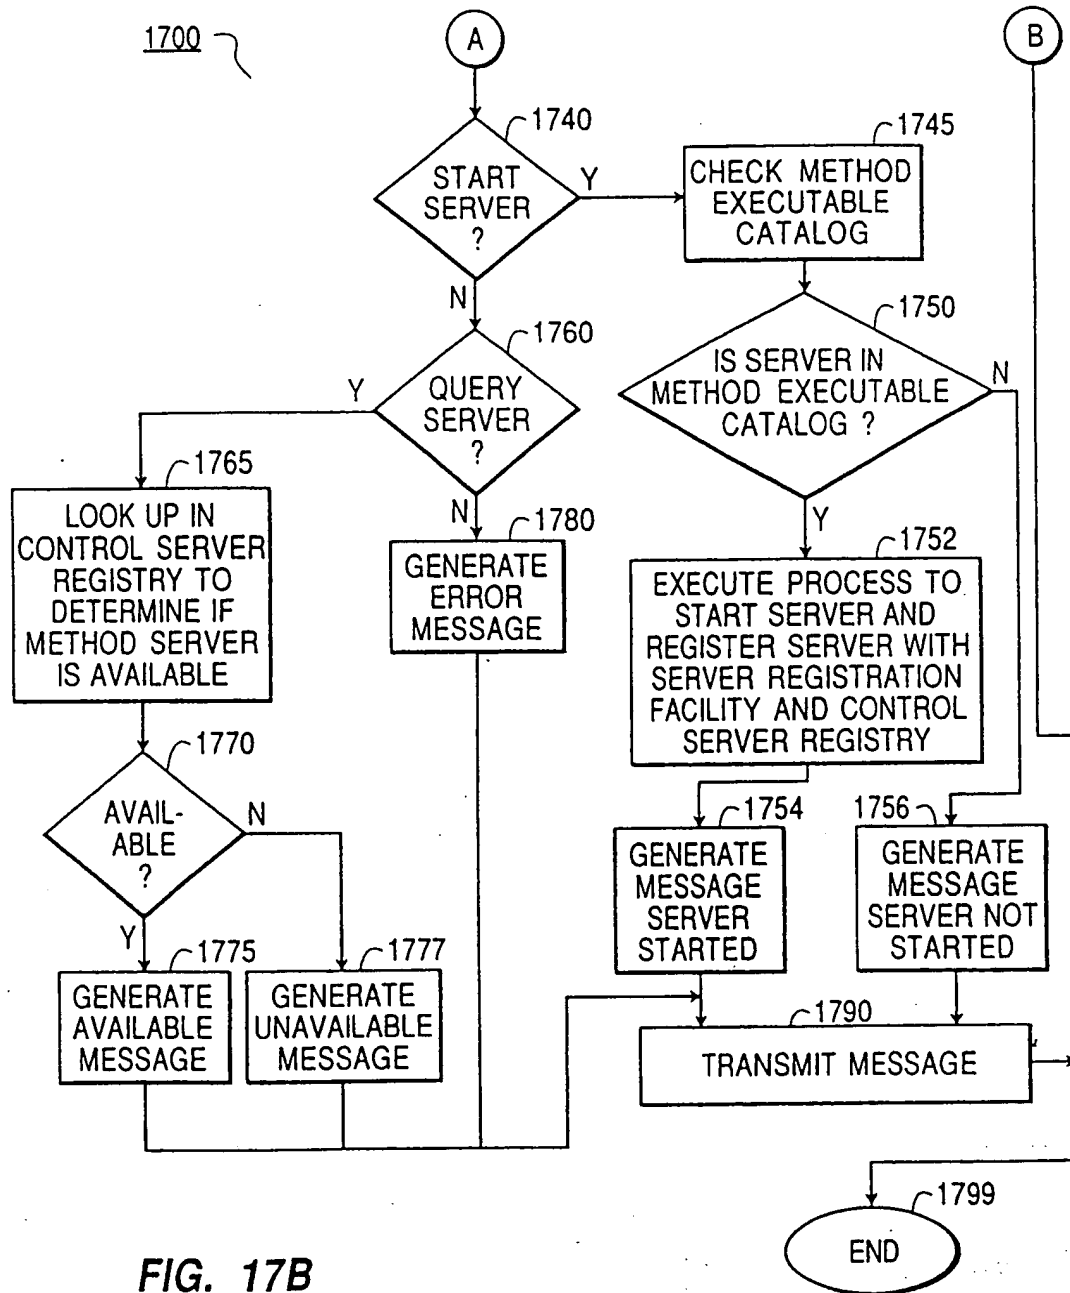 1700
A
B
1740
START
SERVER
?
Y
N
1745
CHECK METHOD
EXECUTABLE
CATALOG
1750
IS SERVER IN
METHOD EXECUTABLE
CATALOG ?
N
Y
1760
QUERY
SERVER
?
Y
N
1765
LOOK UP IN
CONTROL SERVER
REGISTRY TO
DETERMINE IF
METHOD SERVER
IS AVAILABLE
1780
GENERATE
ERROR
MESSAGE
1752
EXECUTE PROCESS TO
START SERVER AND
REGISTER SERVER WITH
SERVER REGISTRATION
FACILITY AND CONTROL
SERVER REGISTRY
1770
AVAIL-
ABLE
?
N
Y
1754
GENERATE
MESSAGE
SERVER
STARTED
1756
GENERATE
MESSAGE
SERVER NOT
STARTED
1775
GENERATE
AVAILABLE
MESSAGE
1777
GENERATE
UNAVAILABLE
MESSAGE
1790
TRANSMIT MESSAGE
1799
END
FIG. 17B